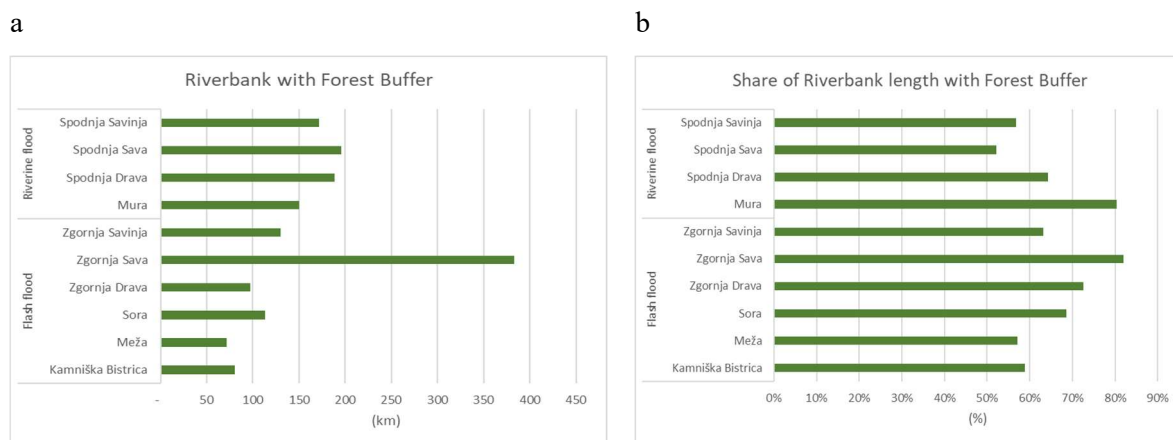 a
b
Riverbank with Forest Buffer
Riverine flood
Spodnja Savinja
Spodnja Sava
Spodnja Drava
Mura
Flash flood
Zgornja Savinja
Zgornja Sava
Zgornja Drava
Sora
Meža
Kamniška Bistrica
- 50 100 150 200 250 300 350 400 450
(km)
Share of Riverbank length with Forest Buffer
Riverine flood
Spodnja Savinja
Spodnja Sava
Spodnja Drava
Mura
Flash flood
Zgornja Savinja
Zgornja Sava
Zgornja Drava
Sora
Meža
Kamniška Bistrica
0% 10% 20% 30% 40% 50% 60% 70% 80% 90%
(%)